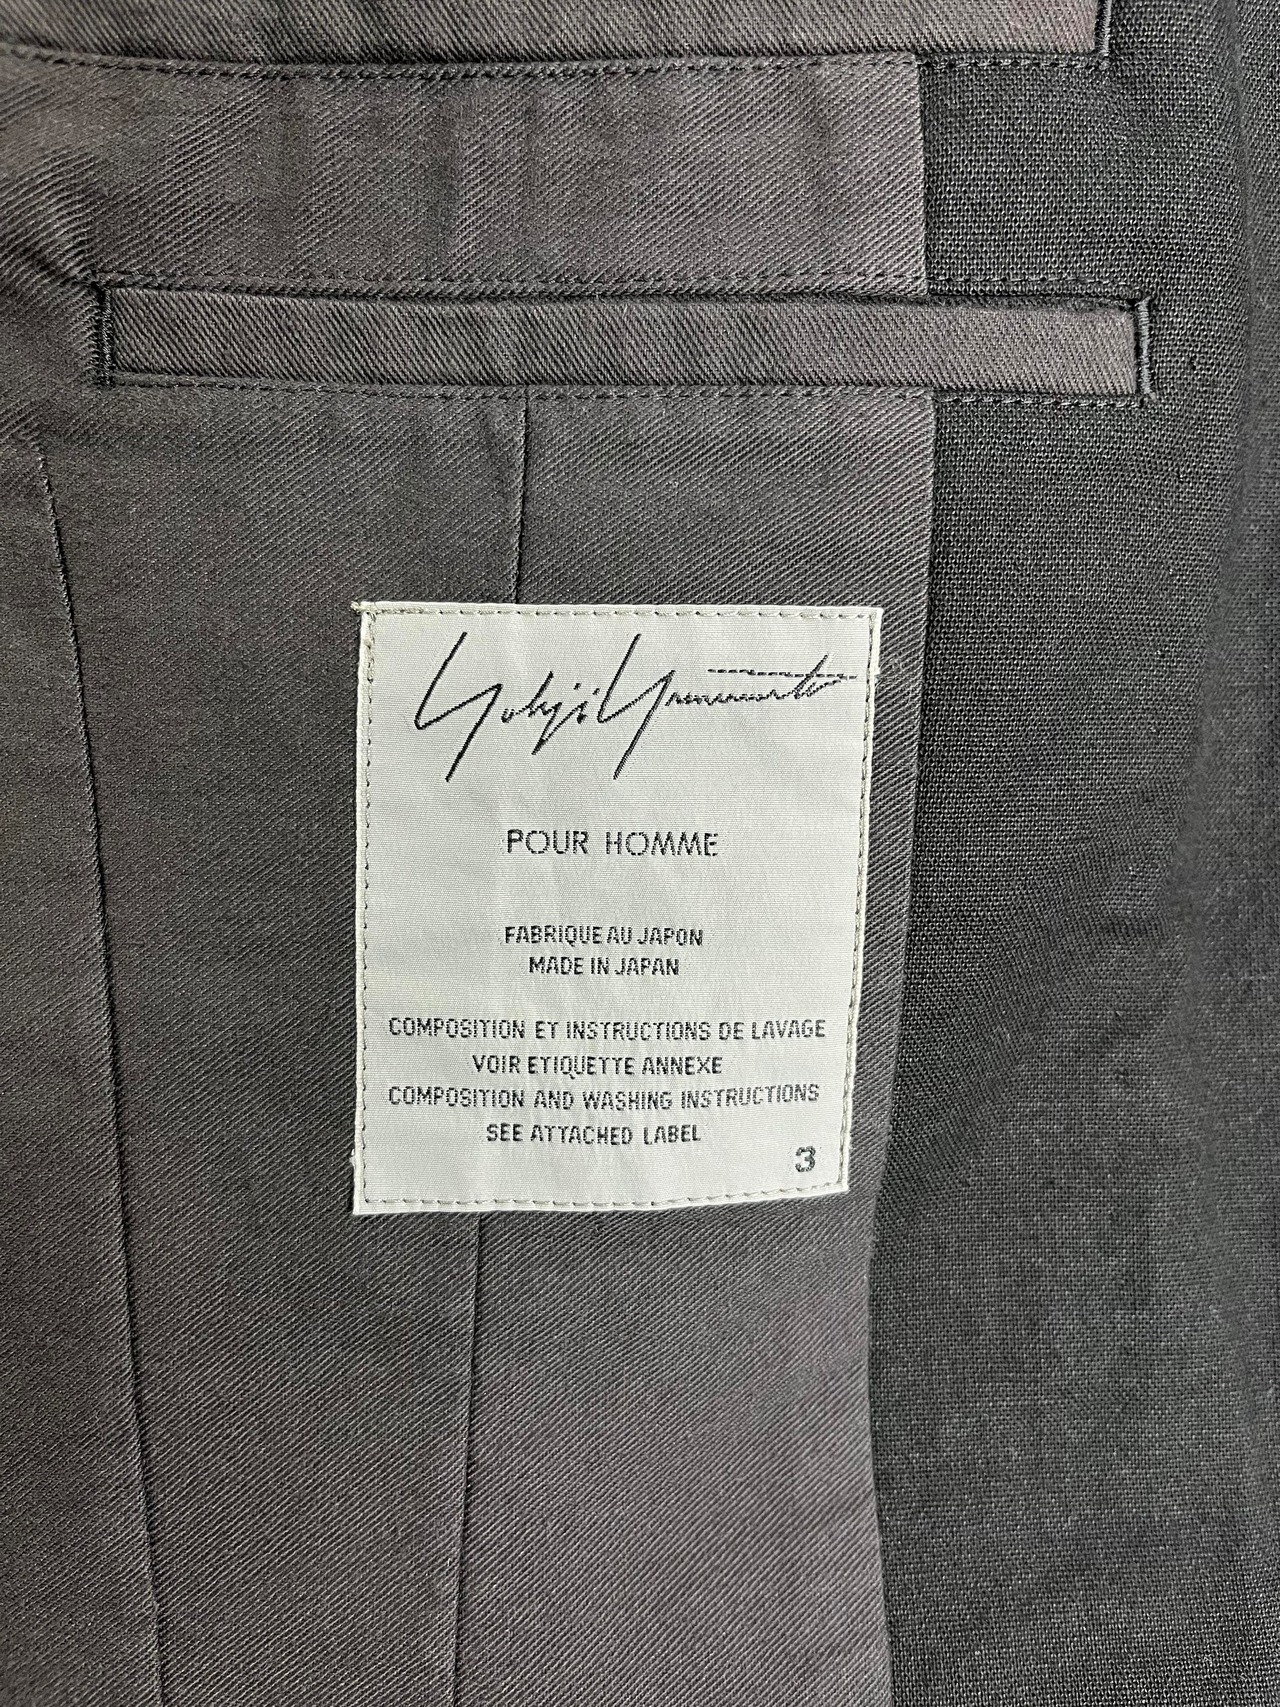 Yohji Yamamoto
POUR HOMME
FABRIQUE AU JAPON
MADE IN JAPAN
COMPOSITION ET INSTRUCTIONS DE LAVAGE
VOIR ETIQUETTE ANNEXE
COMPOSITION AND WASHING INSTRUCTIONS
SEE ATTACHED LABEL
3